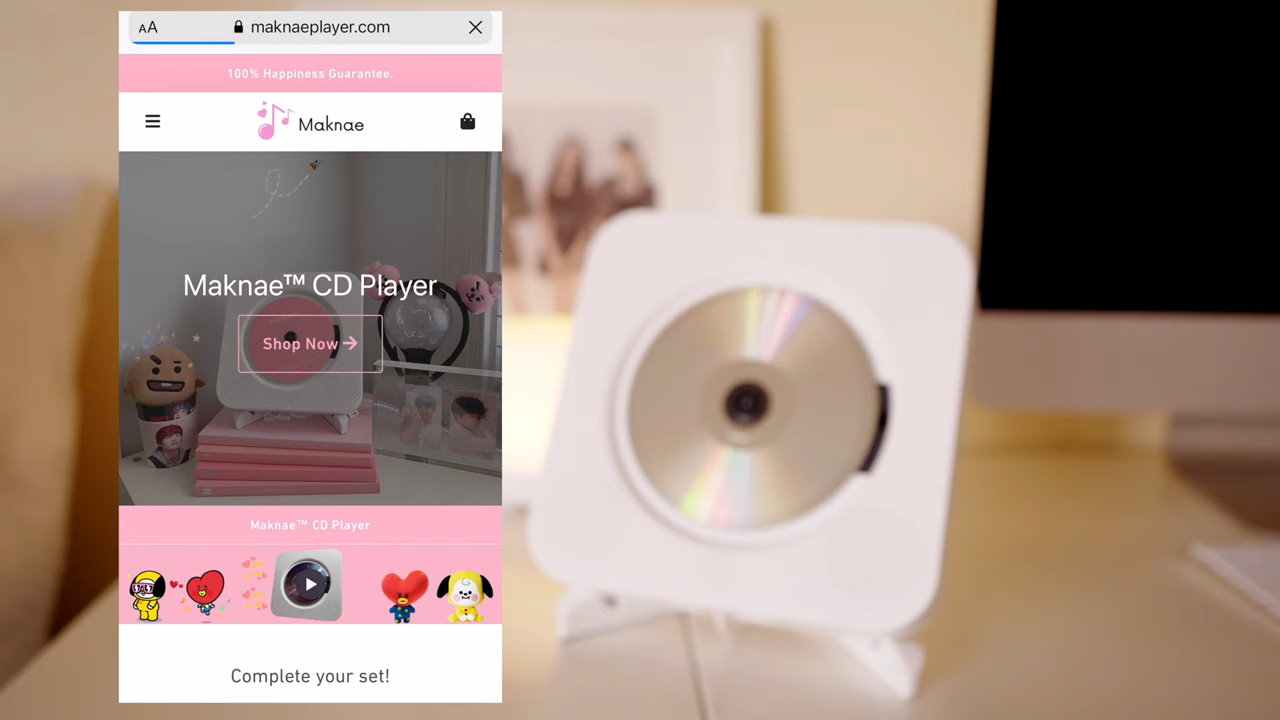 AA maknaeplayer.com
100% Happiness Guarantee.
Maknae
Maknae™ CD Player
Shop Now →
Maknae™ CD Player
Complete your set!